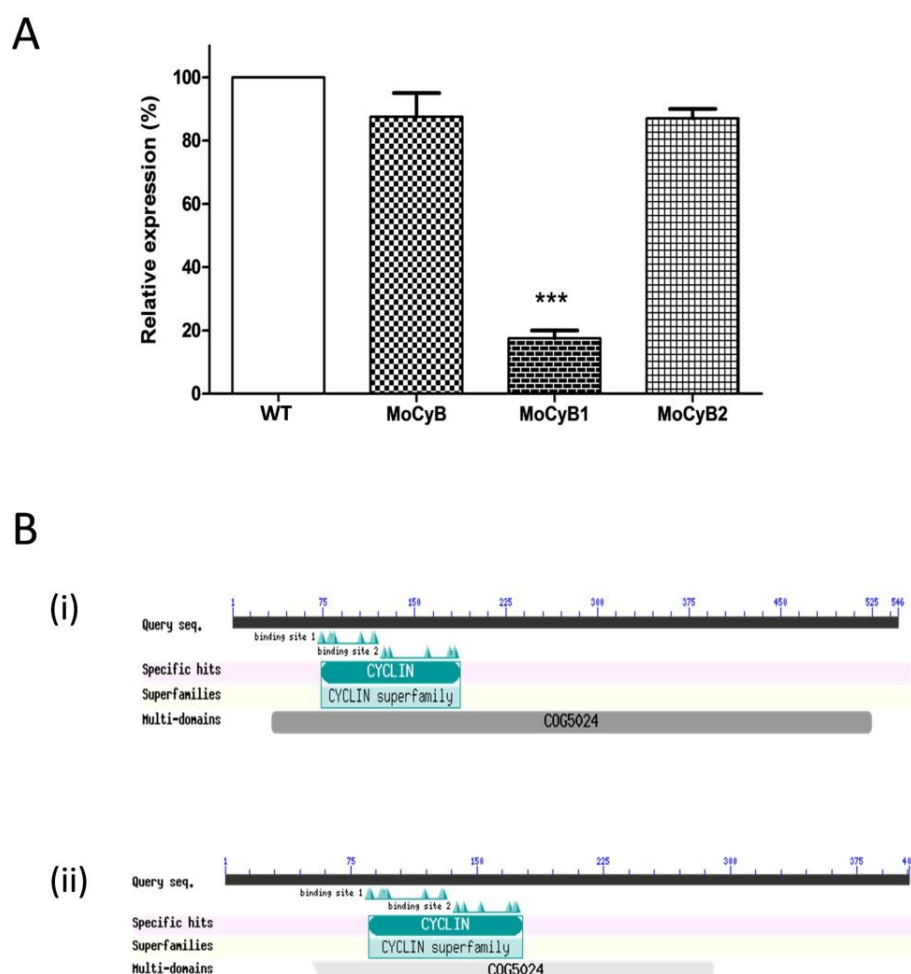 A
Relative expression (%)
100
80
60
40
20
0
***
WT MoCyB MoCyB1 MoCyB2
B
(i)
1 75 150 225 300 375 450 525 546
Query seq.
binding site 1
binding site 2
Specific hits CYCLIN
Superfamilies CYCLIN superfamily
Multi-domains COG5024
(ii)
1 75 150 225 300 375
Query seq.
binding site 1
binding site 2
Specific hits CYCLIN
Superfamilies CYCLIN superfamily
Multi-domains COG5024